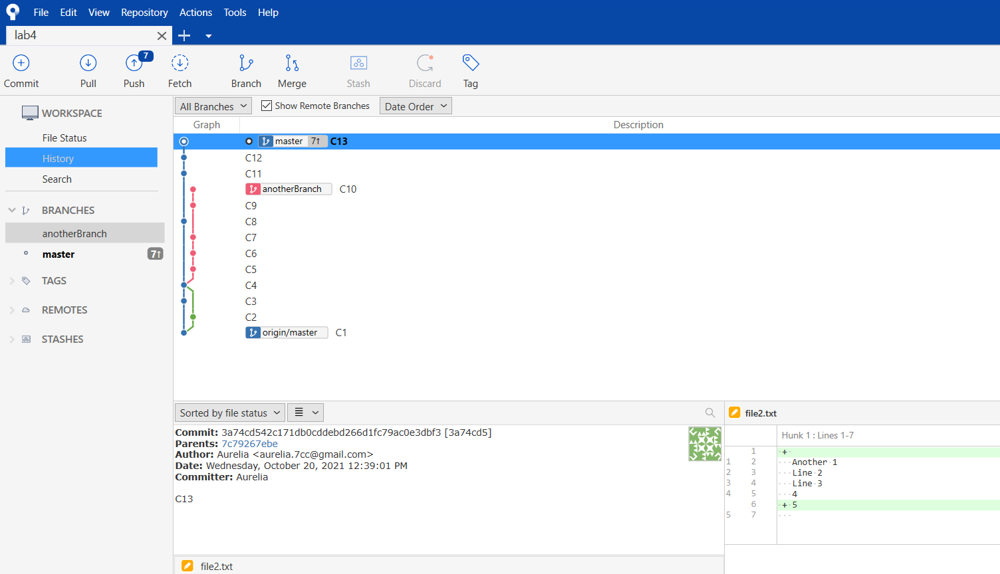 File Edit View Repository Actions Tools Help
lab4
7
Commit Pull Push Fetch Branch Merge Stash Discard Tag
WORKSPACE
File Status
History
Search
BRANCHES
anotherBranch
master 7↑
TAGS
REMOTES
STASHES
All Branches Show Remote Branches Date Order
Graph Description
master 7↑ C13
C12
C11
anotherBranch C10
C9
C8
C7
C6
C5
C4
C3
C2
origin/master C1
Sorted by file status
Commit: 3a74cd542c171db0cddebd266d1fc79ac0e3dbf3 [3a74cd5]
Parents: 7c79267ebe
Author: Aurelia <aurelia.7cc@gmail.com>
Date: Wednesday, October 20, 2021 12:39:01 PM
Committer: Aurelia
C13
file2.txt
file2.txt
Hunk 1 : Lines 1-7
1 +
1 2 Another 1
2 3 Line 2
3 4 Line 3
4 5 4
6 + 5
5 7